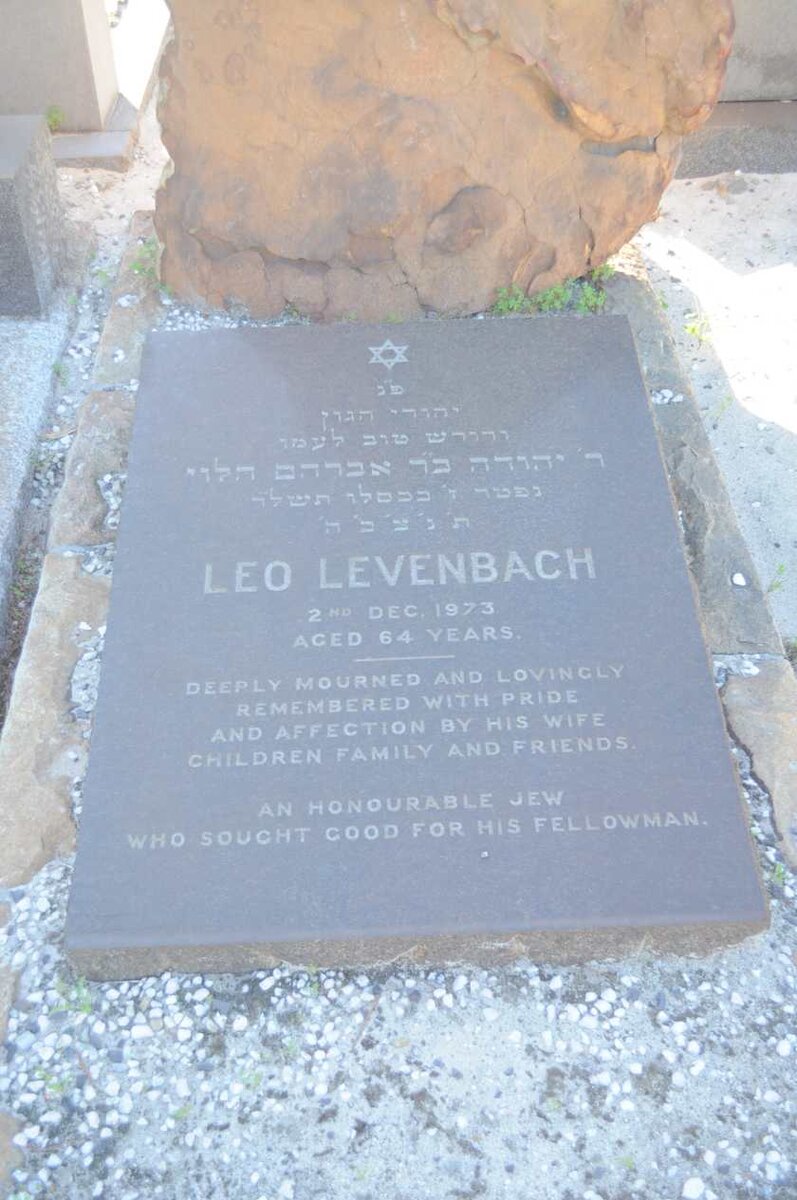 פ״נ
יהודי הגון
ודורש טוב לעמו
ר׳ יהודה ב״ר אברהם הלוי
נפטר ז׳ בכסלו תשל״ד
ת׳ נ׳ צ׳ ב׳ ה׳
LEO LEVENBACH
2ND DEC, 1973
AGED 64 YEARS.
DEEPLY MOURNED AND LOVINGLY
REMEMBERED WITH PRIDE
AND AFFECTION BY HIS WIFE
CHILDREN FAMILY AND FRIENDS.
AN HONOURABLE JEW
WHO SOUGHT GOOD FOR HIS FELLOWMAN.